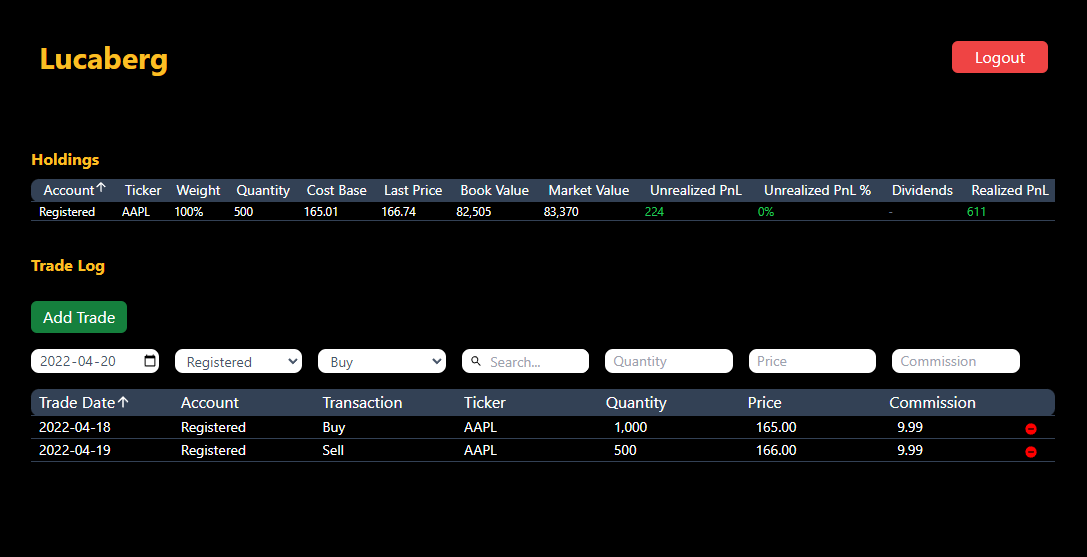 Lucaberg
Logout
Holdings
Account↑ Ticker Weight Quantity Cost Base Last Price Book Value Market Value Unrealized PnL Unrealized PnL % Dividends Realized PnL
Registered AAPL 100% 500 165.01 166.74 82,505 83,370 224 0% - 611
Trade Log
Add Trade
2022-04-20 Registered Buy Search... Quantity Price Commission
Trade Date↑ Account Transaction Ticker Quantity Price Commission
2022-04-18 Registered Buy AAPL 1,000 165.00 9.99
2022-04-19 Registered Sell AAPL 500 166.00 9.99